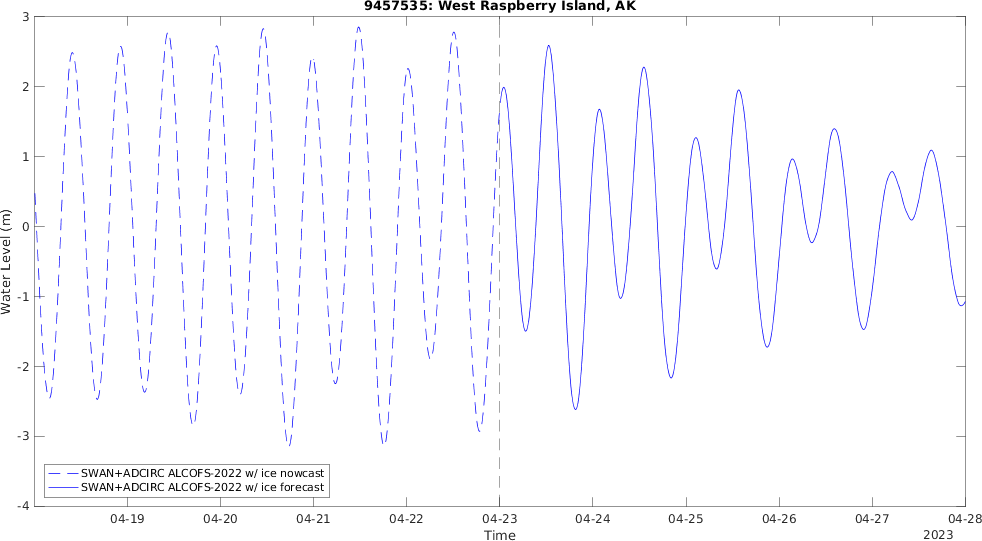 9457535: West Raspberry Island, AK
Water Level (m)
3
2
1
0
-1
-2
-3
-4
SWAN+ADCIRC ALCOFS-2022 w/ ice nowcast
SWAN+ADCIRC ALCOFS-2022 w/ ice forecast
04-19 04-20 04-21 04-22 04-23 04-24 04-25 04-26 04-27 04-28
Time
2023